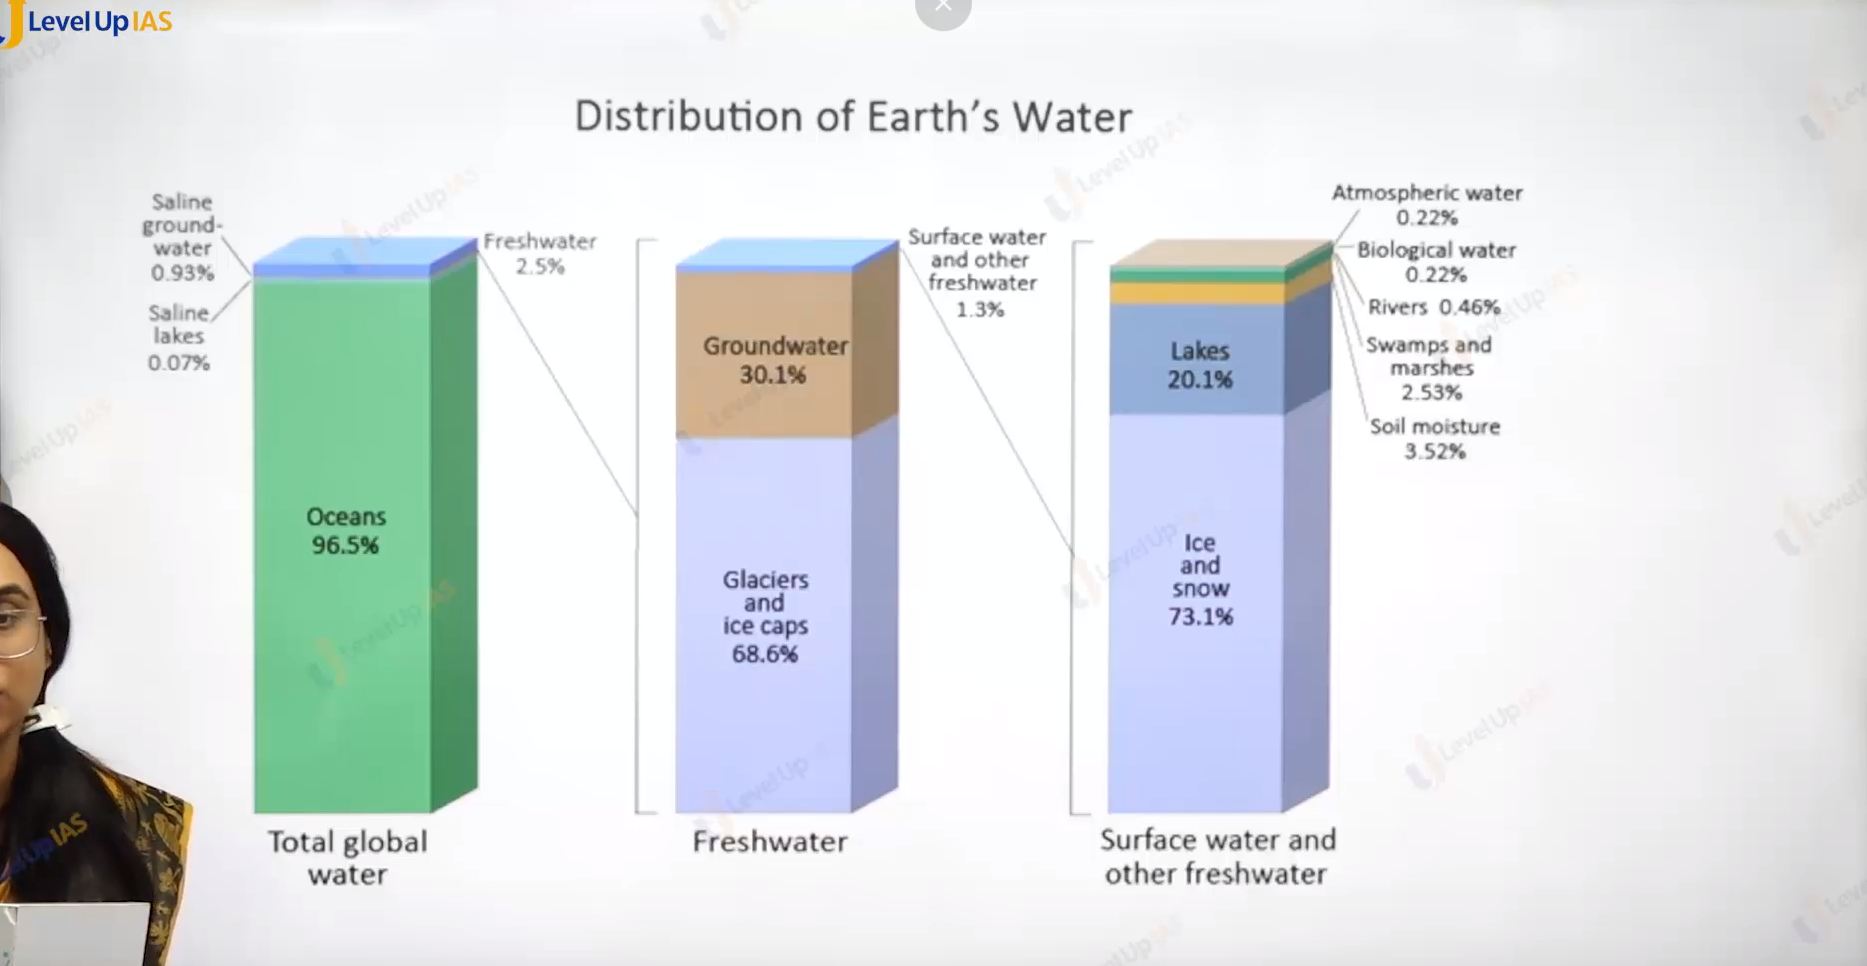 LevelUp IAS
Distribution of Earth's Water
Saline
ground-
water
0.93%
Saline
lakes
0.07%
Freshwater
2.5%
Oceans
96.5%
Total global
water
Surface water
and other
freshwater
1.3%
Groundwater
30.1%
Glaciers
and
ice caps
68.6%
Freshwater
Atmospheric water
0.22%
Biological water
0.22%
Rivers 0.46%
Swamps and
marshes
2.53%
Soil moisture
3.52%
Lakes
20.1%
Ice
and
snow
73.1%
Surface water and
other freshwater